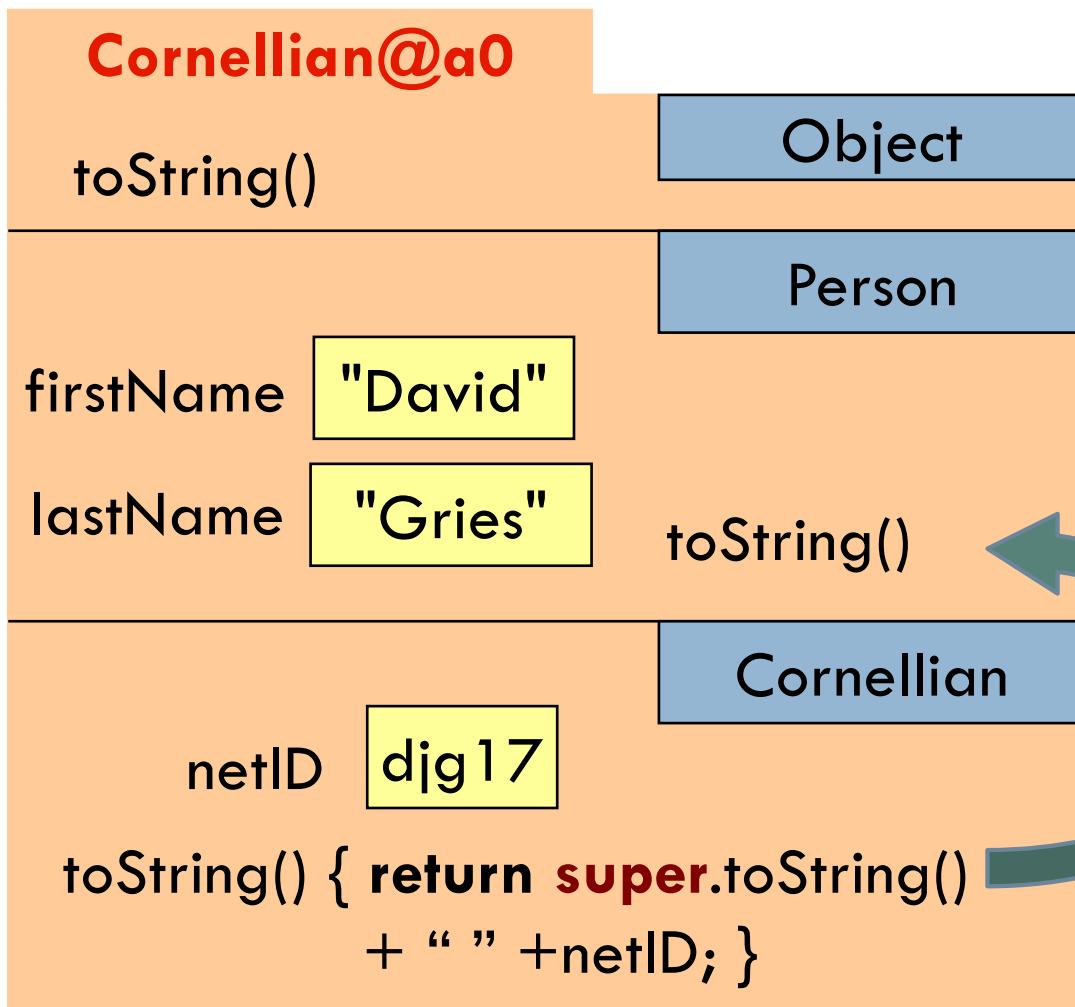 Cornellian@a0
Object
toString()
Person
firstName "David"
lastName "Gries"
toString()
Cornellian
netID djg17
toString() { return super.toString()
+ “ ” +netID; }